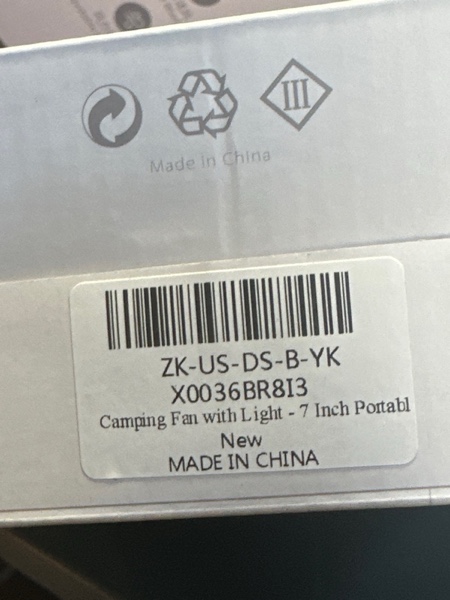 III
Made in China
ZK-US-DS-B-YK
X0036BR8I3
Camping Fan with Light - 7 Inch Portabl
New
MADE IN CHINA